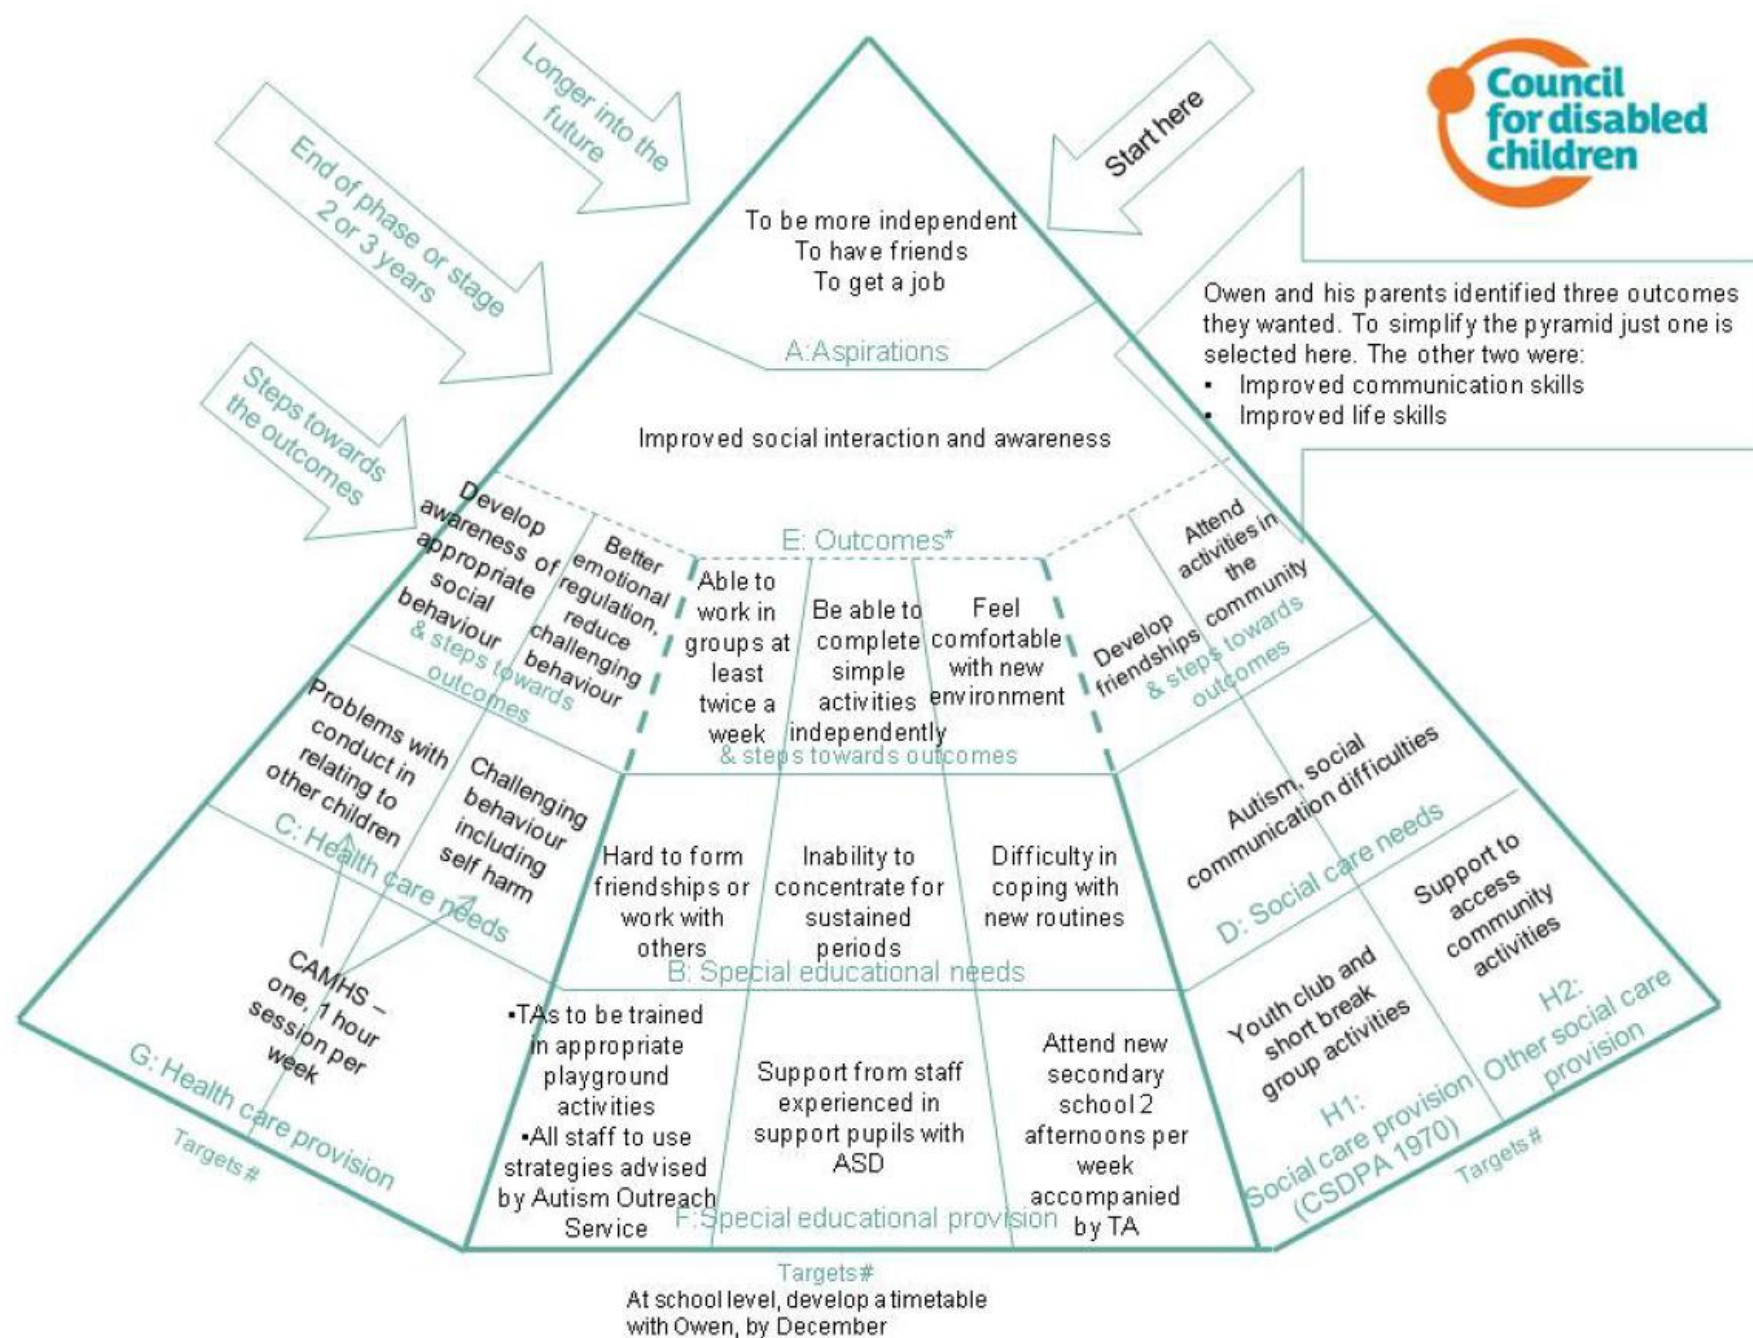 Longer into the
future
End of phase or stage
2 or 3 years
Steps towards
the outcomes
Start here
Council
for disabled
children
To be more independent
To have friends
To get a job
A:Aspirations
Owen and his parents identified three outcomes
they wanted. To simplify the pyramid just one is
selected here. The other two were:
▪ Improved communication skills
▪ Improved life skills
Improved social interaction and awareness
E: Outcomes*
Develop
awareness of
appropriate
social
behaviour
Better
emotional
regulation,
reduce
challenging
behaviour
& steps towards
outcomes
Able to
work in
groups at
least
twice a
week
Be able to
complete
simple
activities
independently
Feel
comfortable
with new
environment
& steps towards outcomes
Develop
friendships
Attend
activities in
the
community
& steps towards
outcomes
Problems with
conduct in
relating to
other children
Challenging
behaviour
including
self harm
C: Health care needs
Hard to form
friendships or
work with
others
Inability to
concentrate for
sustained
periods
Difficulty in
coping with
new routines
B: Special educational needs
Autism, social
communication difficulties
D: Social care needs
CAMHS –
one, 1 hour
session per
week
G: Health care provision
Targets #
▪TAs to be trained
in appropriate
playground
activities
▪All staff to use
strategies advised
by Autism Outreach
Service
Support from staff
experienced in
support pupils with
ASD
Attend new
secondary
school 2
afternoons per
week
accompanied
by TA
F:Special educational provision
Youth club and
short break
group activities
H1:
Social care provision
(CSDPA 1970)
Support to
access
community
activities
H2:
Other social care
provision
Targets #
Targets #
At school level, develop a timetable
with Owen, by December